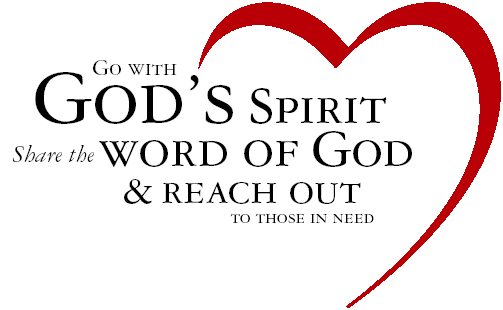 Go with
God's Spirit
Share the word of God
& reach out
to those in need